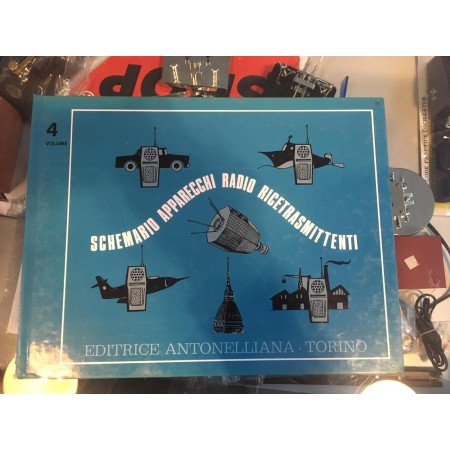 4
VOLUME
SCHEMARIO APPARECCHI RADIO RICETRASMITTENTI
EDITRICE ANTONELLIANA - TORINO